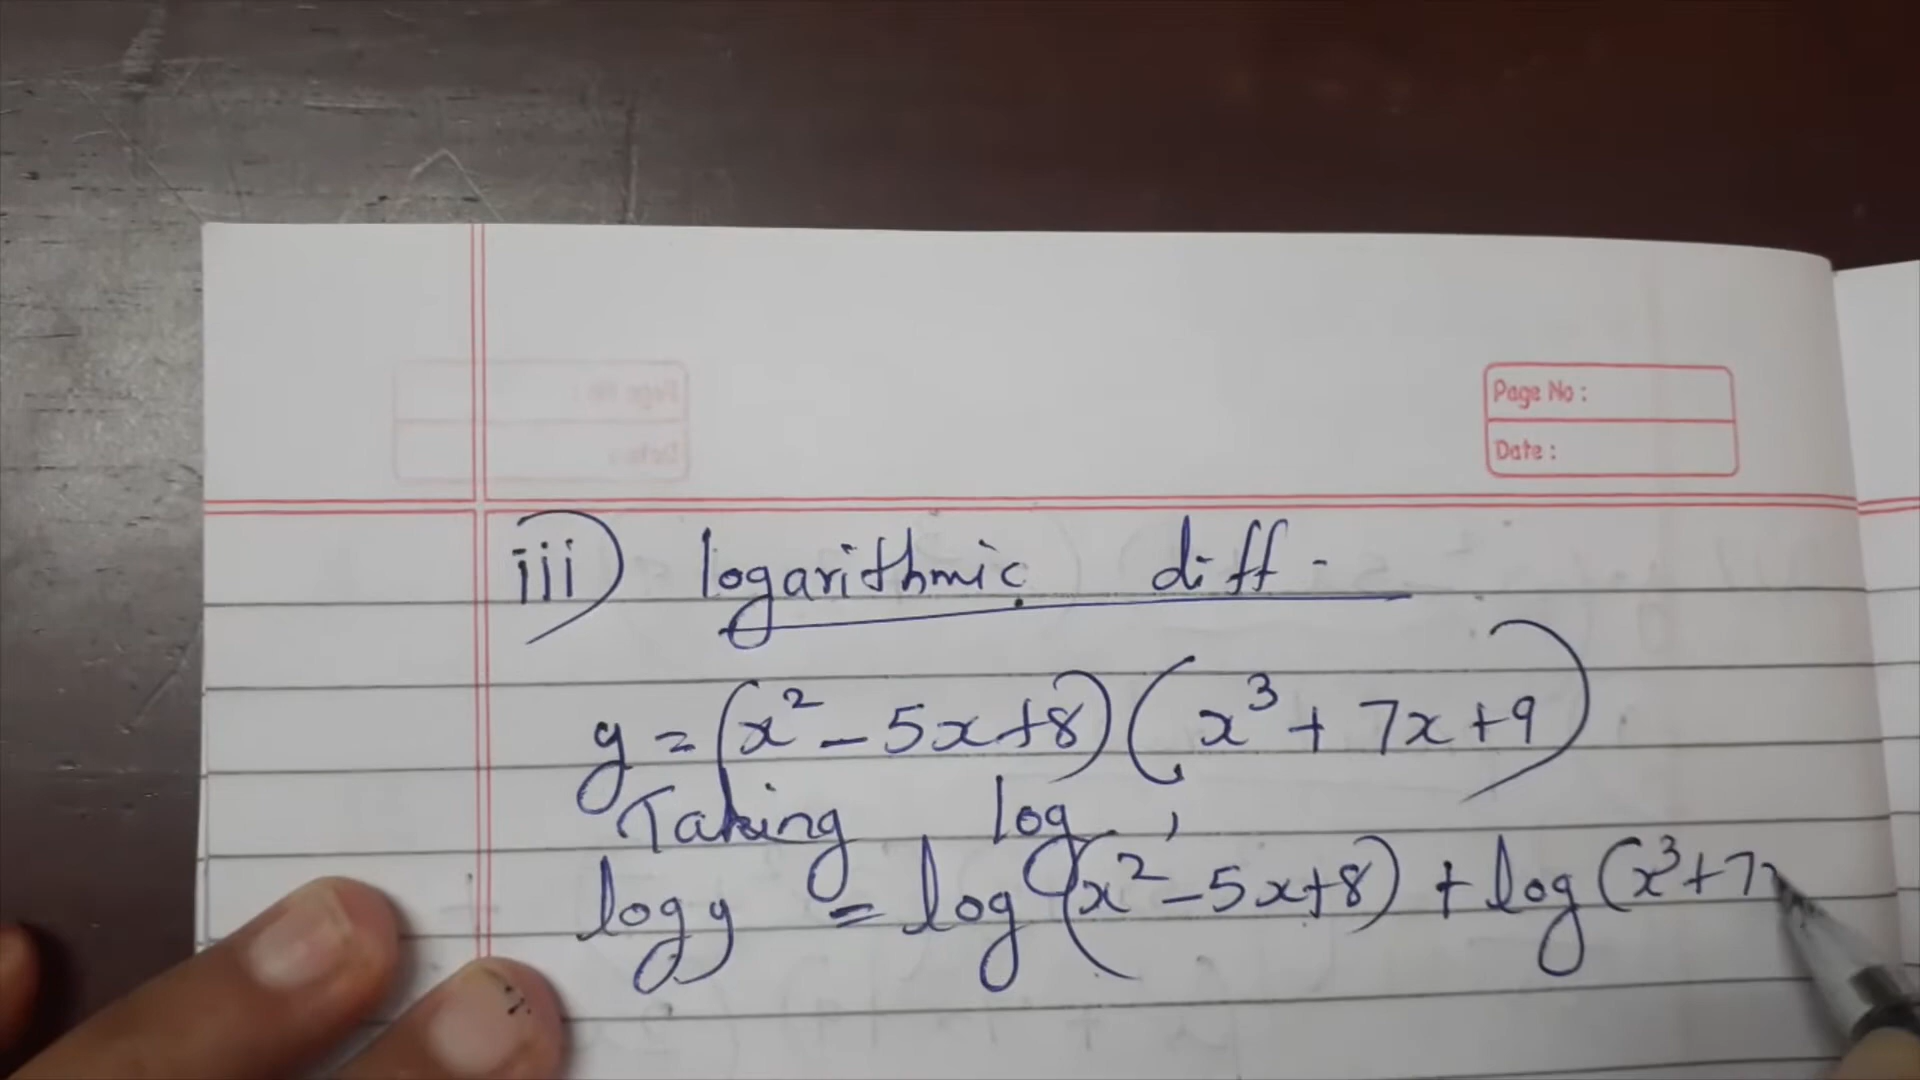 Page No :
Date :
iii) logarithmic diff -
y = (x² - 5x+8) (x³ + 7x+9)
Taking log,
log y = log (x² - 5x+8) + log (x³+7x